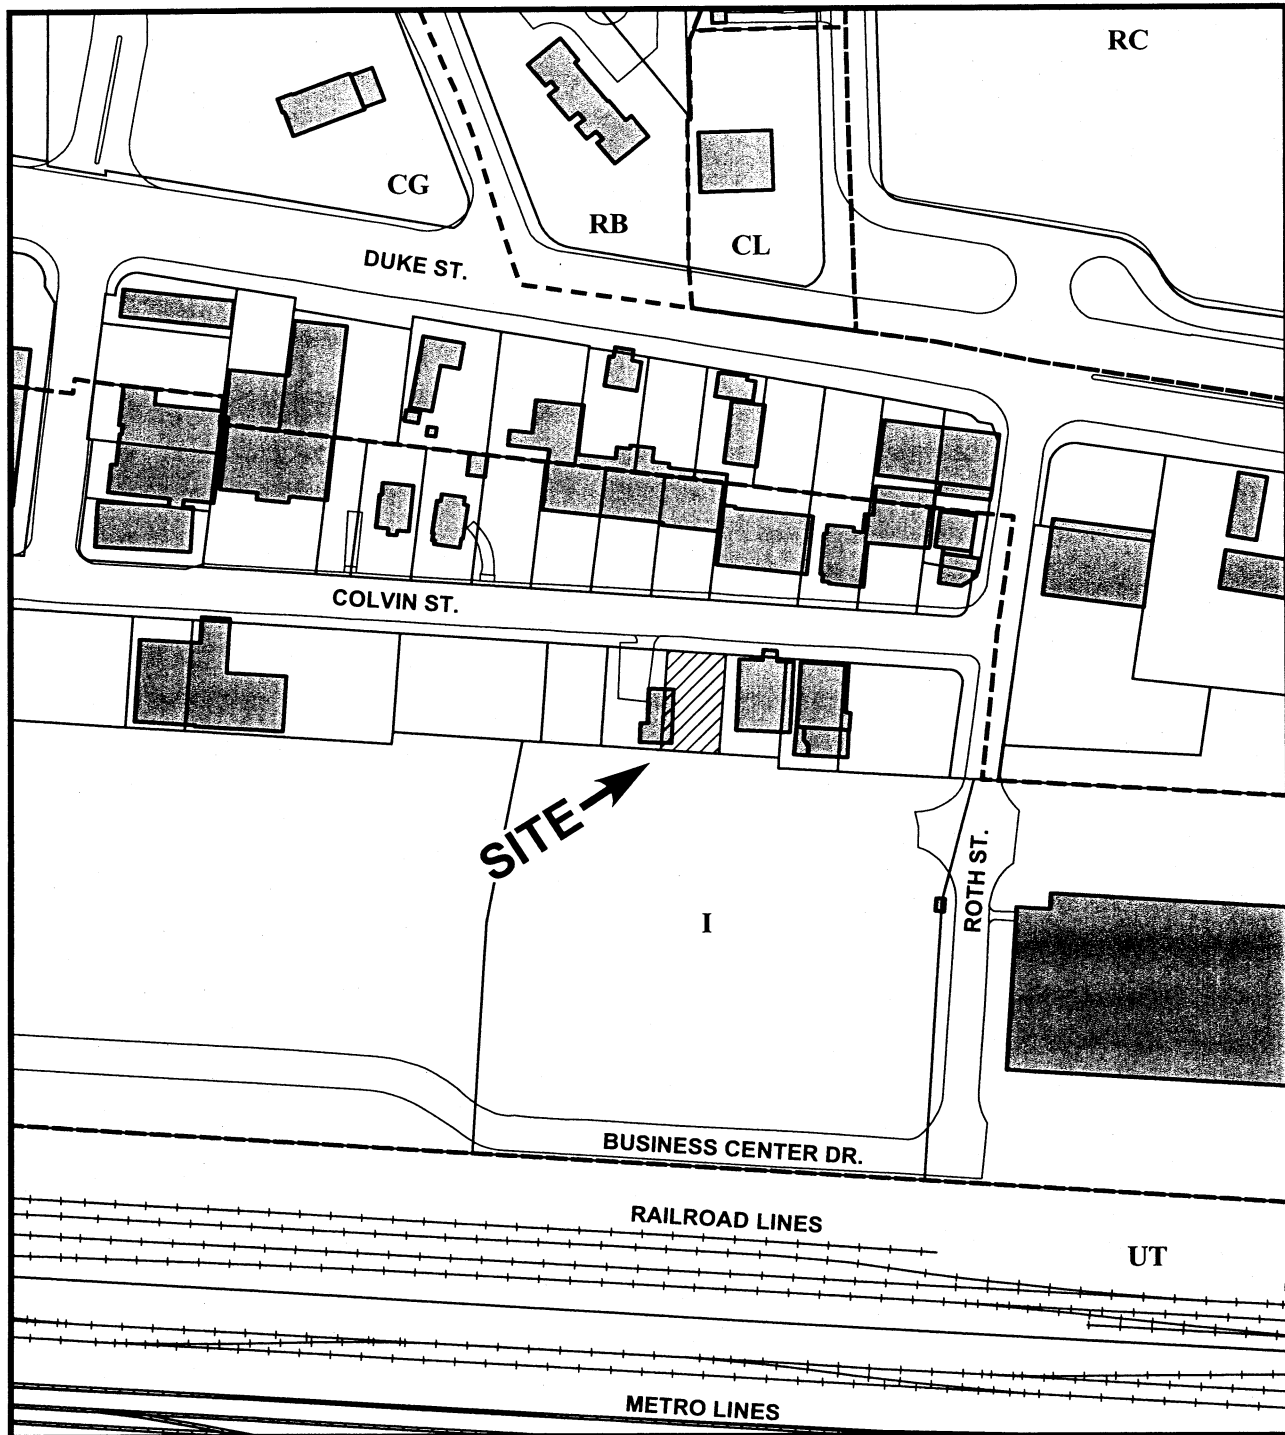 RC
CG
RB
CL
DUKE ST.
COLVIN ST.
SITE
ROTH ST.
I
BUSINESS CENTER DR.
RAILROAD LINES
UT
METRO LINES